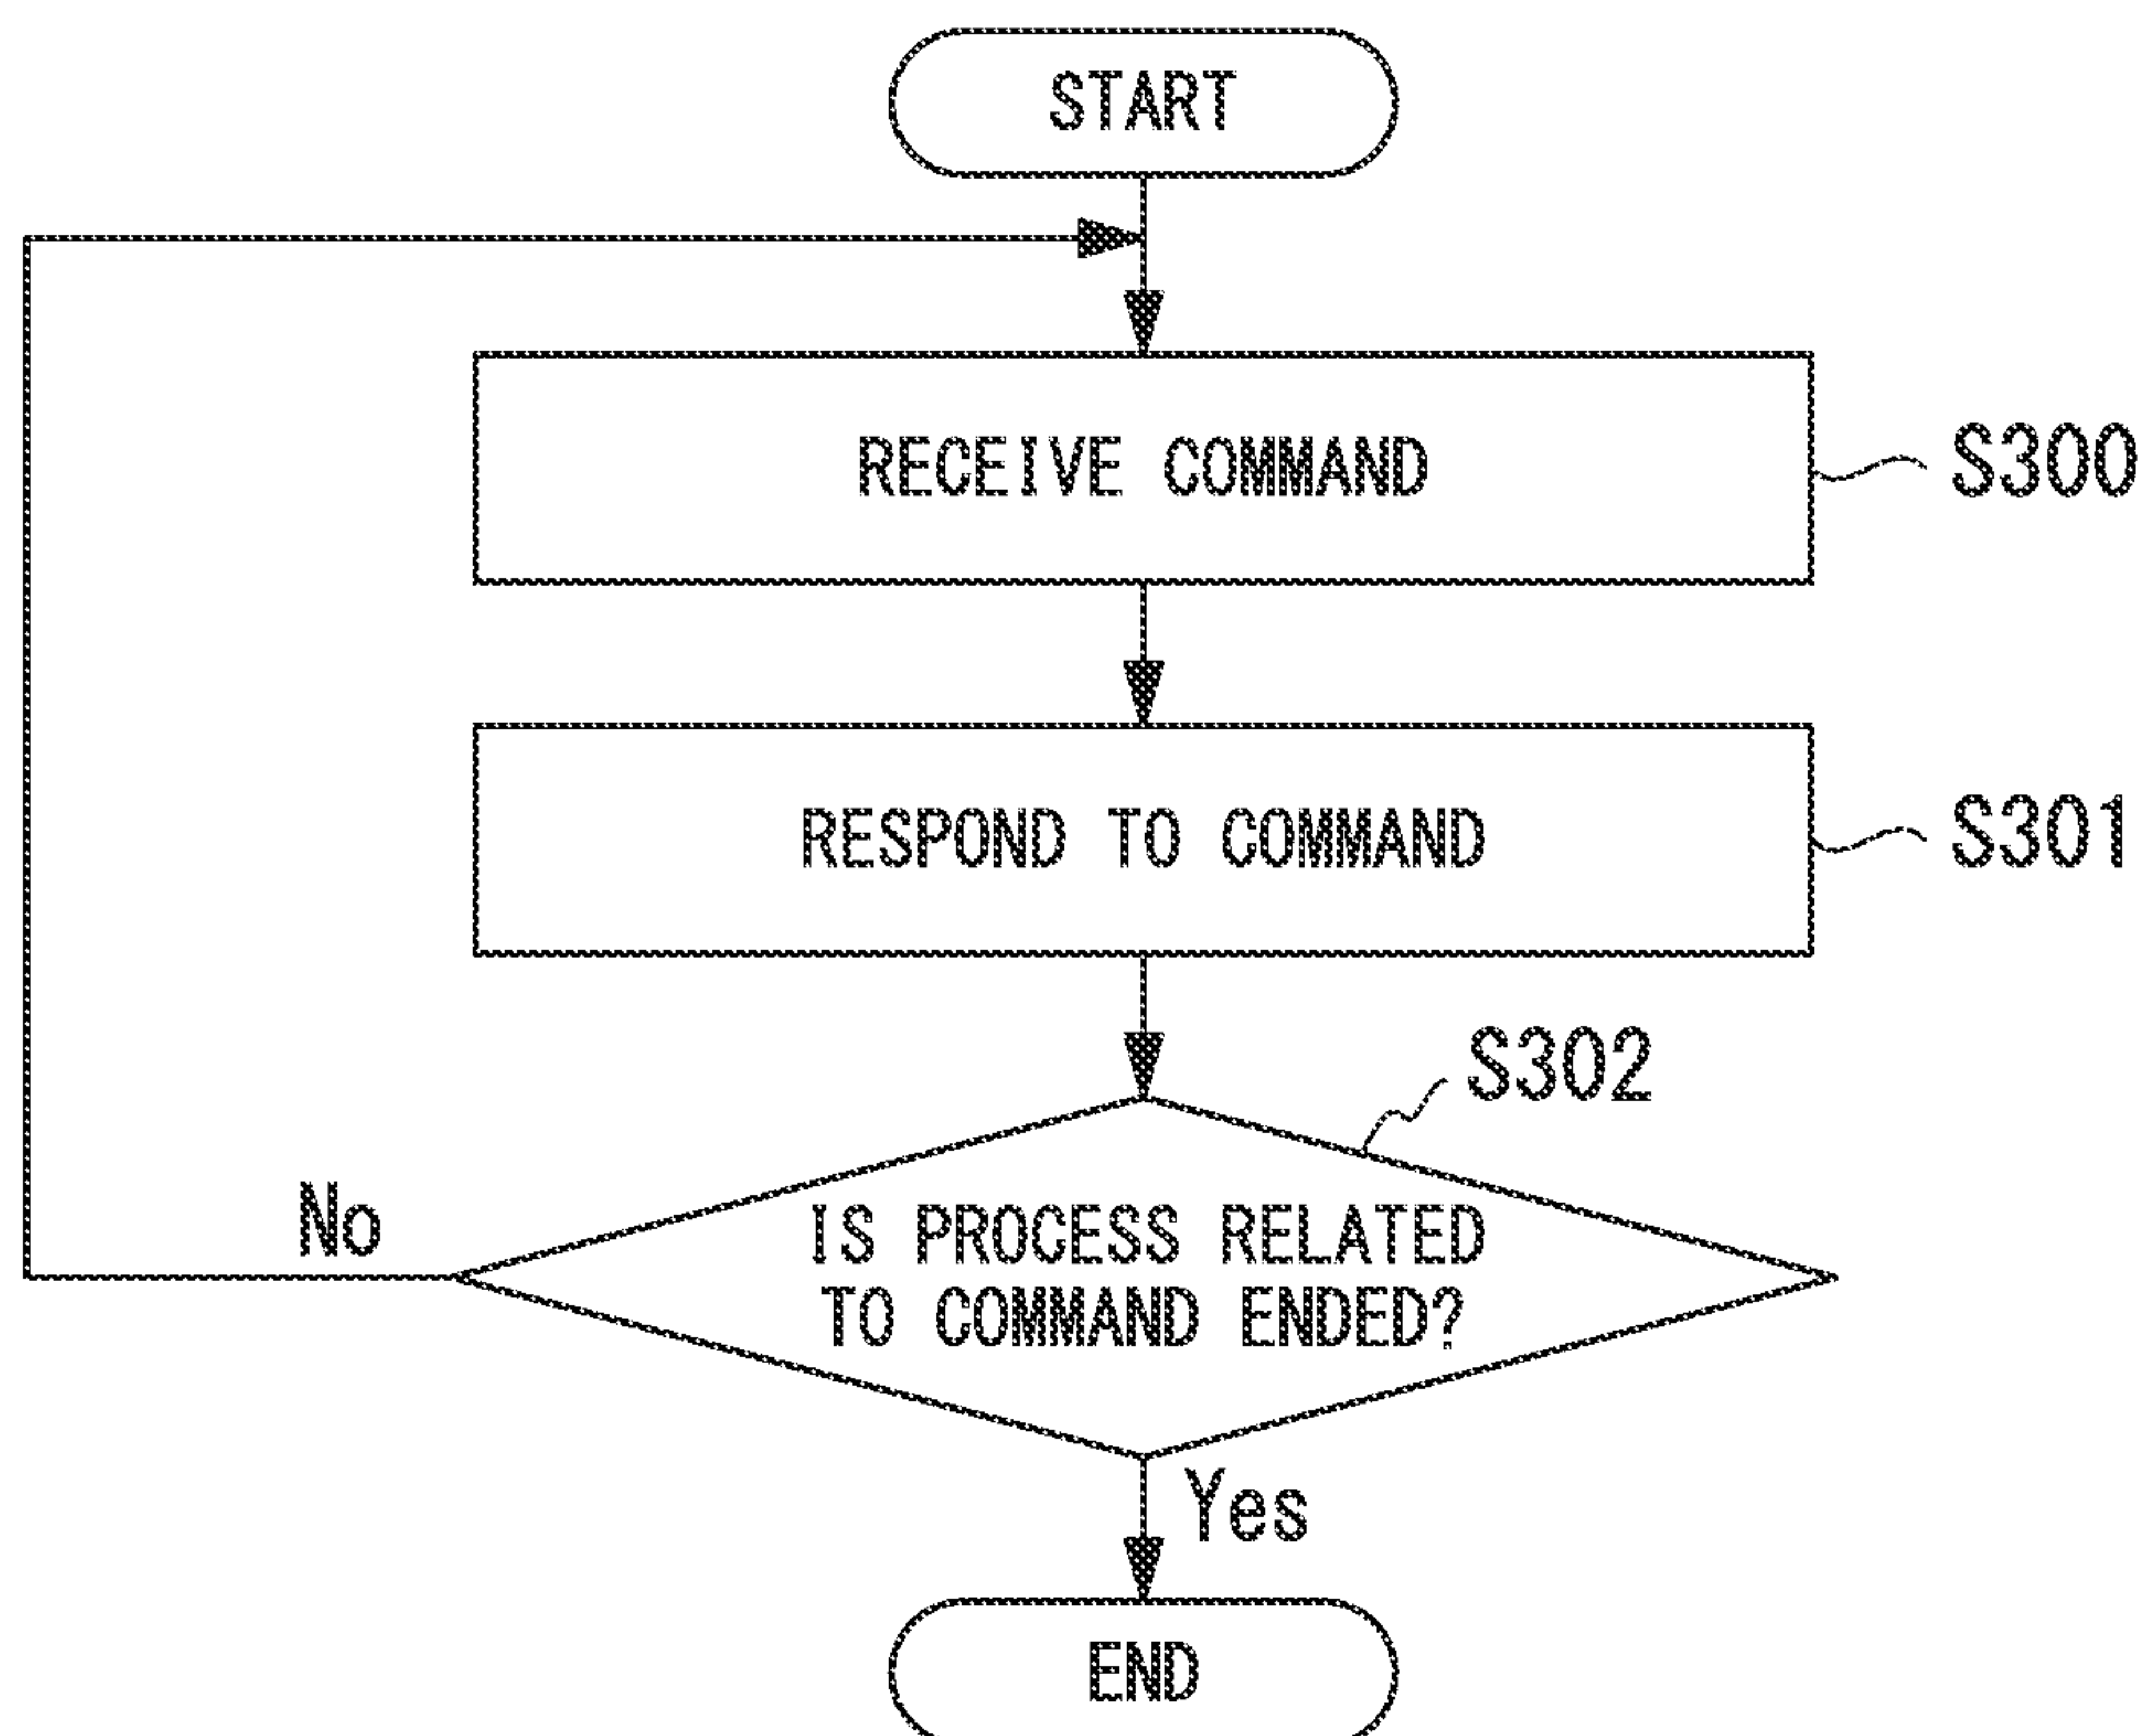 START
RECEIVE COMMAND
S300
RESPOND TO COMMAND
S301
S302
No
IS PROCESS RELATED
TO COMMAND ENDED?
Yes
END